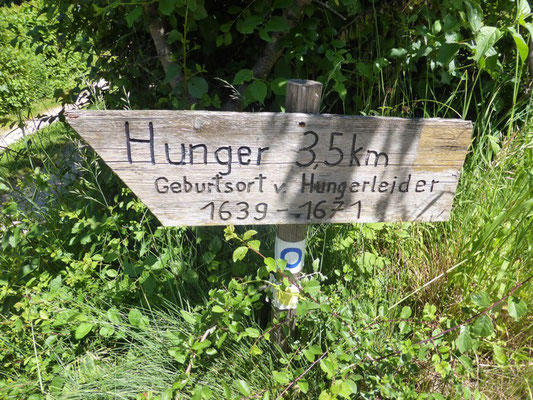 Hunger 3,5km
Geburtsort v. Hungerleider
1639 - 1671